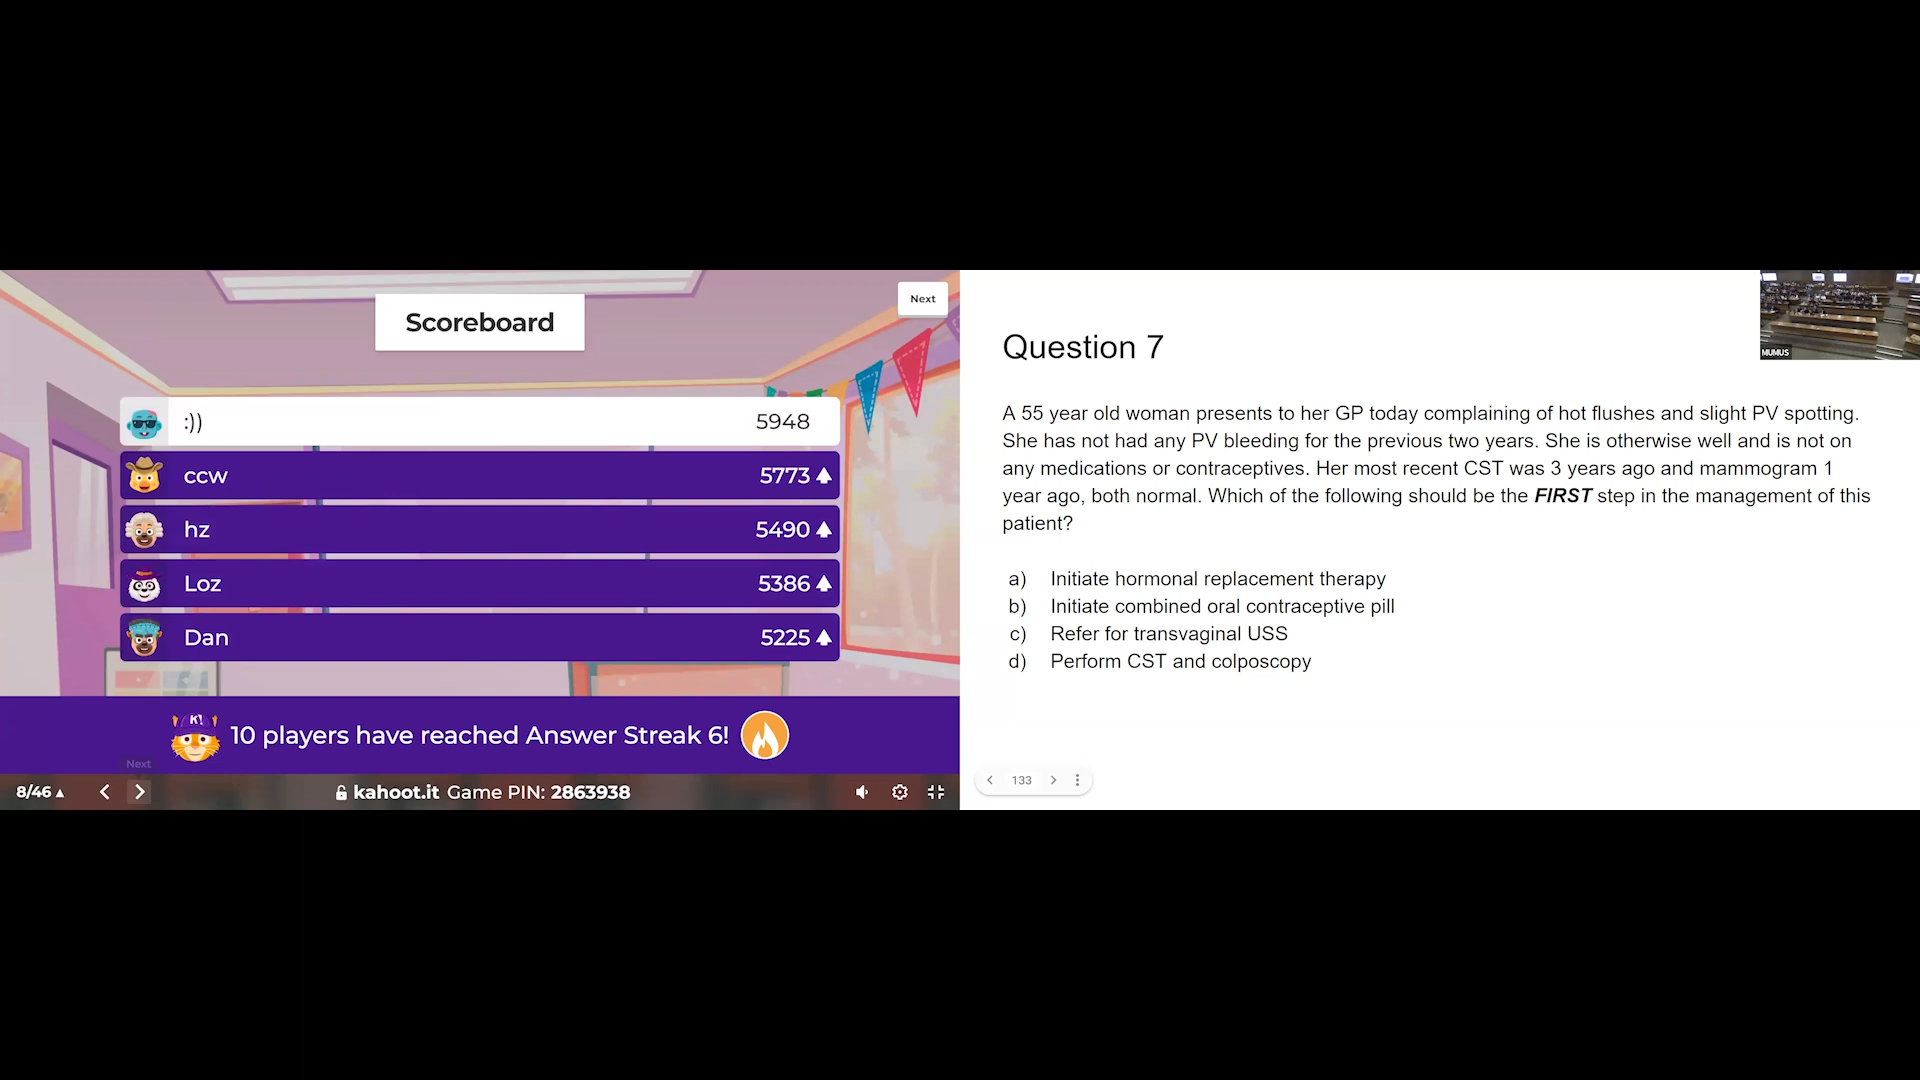 Scoreboard
Next
:)) 5948
ccw 5773
hz 5490
Loz 5386
Dan 5225
K!
10 players have reached Answer Streak 6!
Next
8/46
kahoot.it Game PIN: 2863938
MUMUS
Question 7
A 55 year old woman presents to her GP today complaining of hot flushes and slight PV spotting.
She has not had any PV bleeding for the previous two years. She is otherwise well and is not on
any medications or contraceptives. Her most recent CST was 3 years ago and mammogram 1
year ago, both normal. Which of the following should be the FIRST step in the management of this
patient?
a) Initiate hormonal replacement therapy
b) Initiate combined oral contraceptive pill
c) Refer for transvaginal USS
d) Perform CST and colposcopy
133